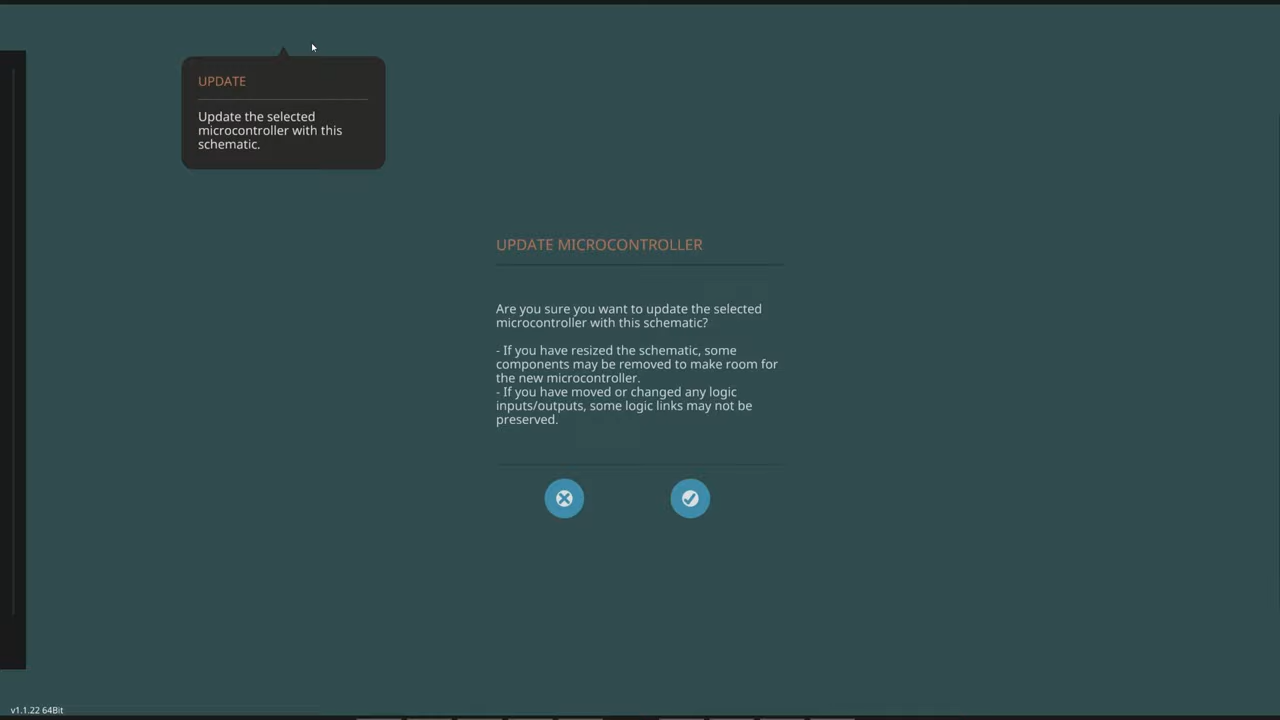 UPDATE
Update the selected
microcontroller with this
schematic.
UPDATE MICROCONTROLLER
Are you sure you want to update the selected
microcontroller with this schematic?
- If you have resized the schematic, some
components may be removed to make room for
the new microcontroller.
- If you have moved or changed any logic
inputs/outputs, some logic links may not be
preserved.
v1.1.22 64Bit